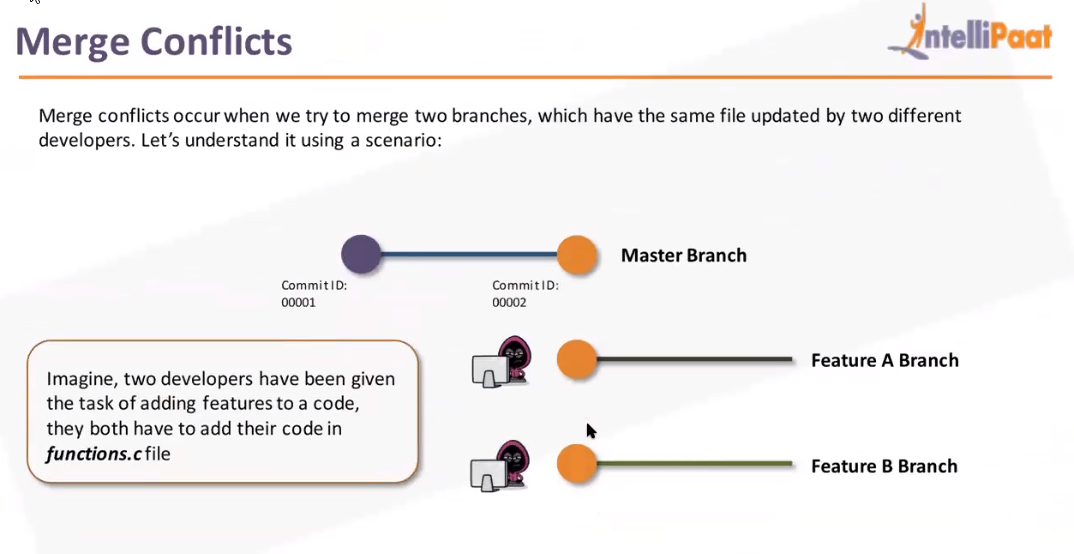 Merge Conflicts
IntelliPaat
Merge conflicts occur when we try to merge two branches, which have the same file updated by two different
developers. Let's understand it using a scenario:
Master Branch
Commit ID:
00001
Commit ID:
00002
Imagine, two developers have been given
the task of adding features to a code,
they both have to add their code in
functions.c file
Feature A Branch
Feature B Branch